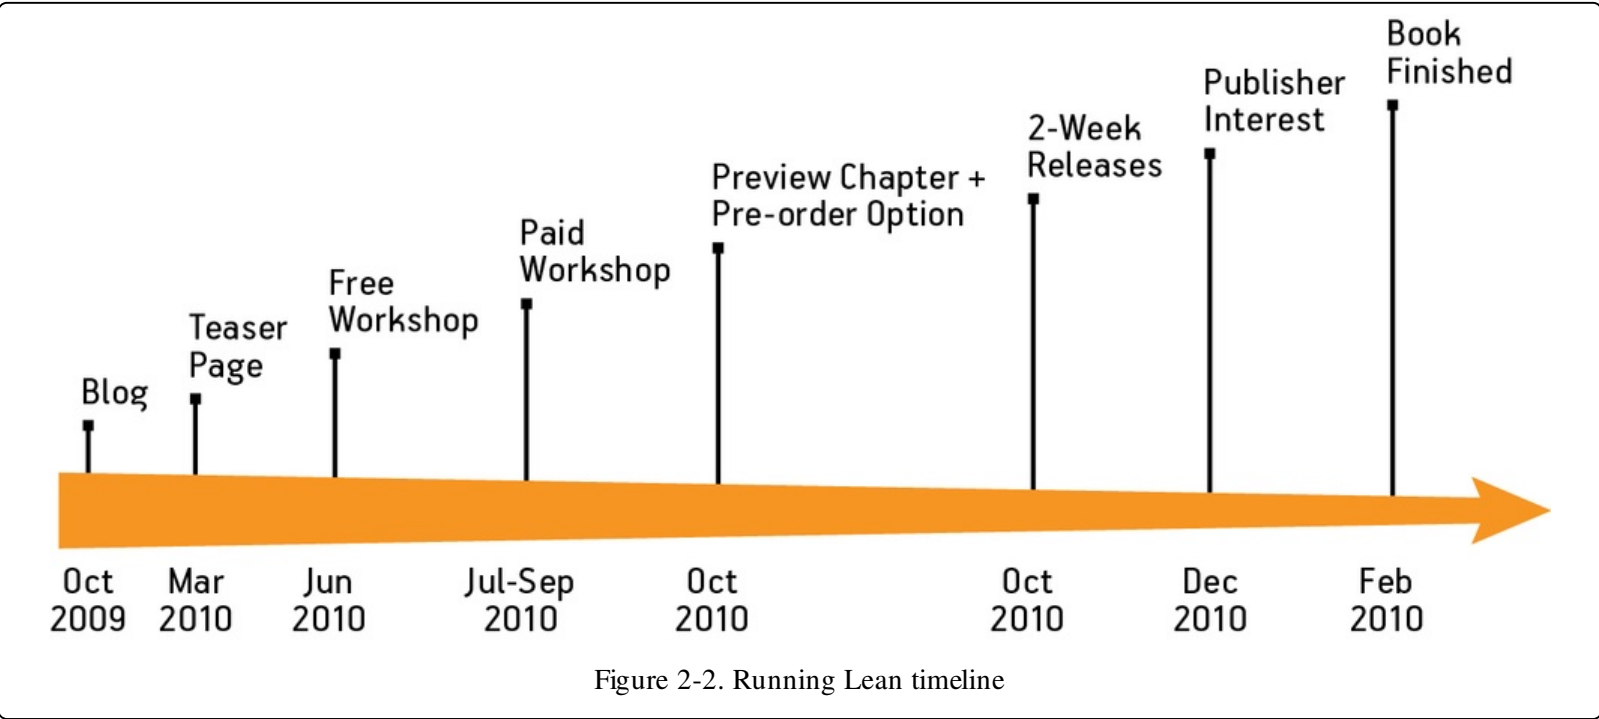 Blog
Teaser
Page
Free
Workshop
Paid
Workshop
Preview Chapter +
Pre-order Option
2-Week
Releases
Publisher
Interest
Book
Finished
Oct
2009
Mar
2010
Jun
2010
Jul-Sep
2010
Oct
2010
Oct
2010
Dec
2010
Feb
2010
Figure 2-2. Running Lean timeline